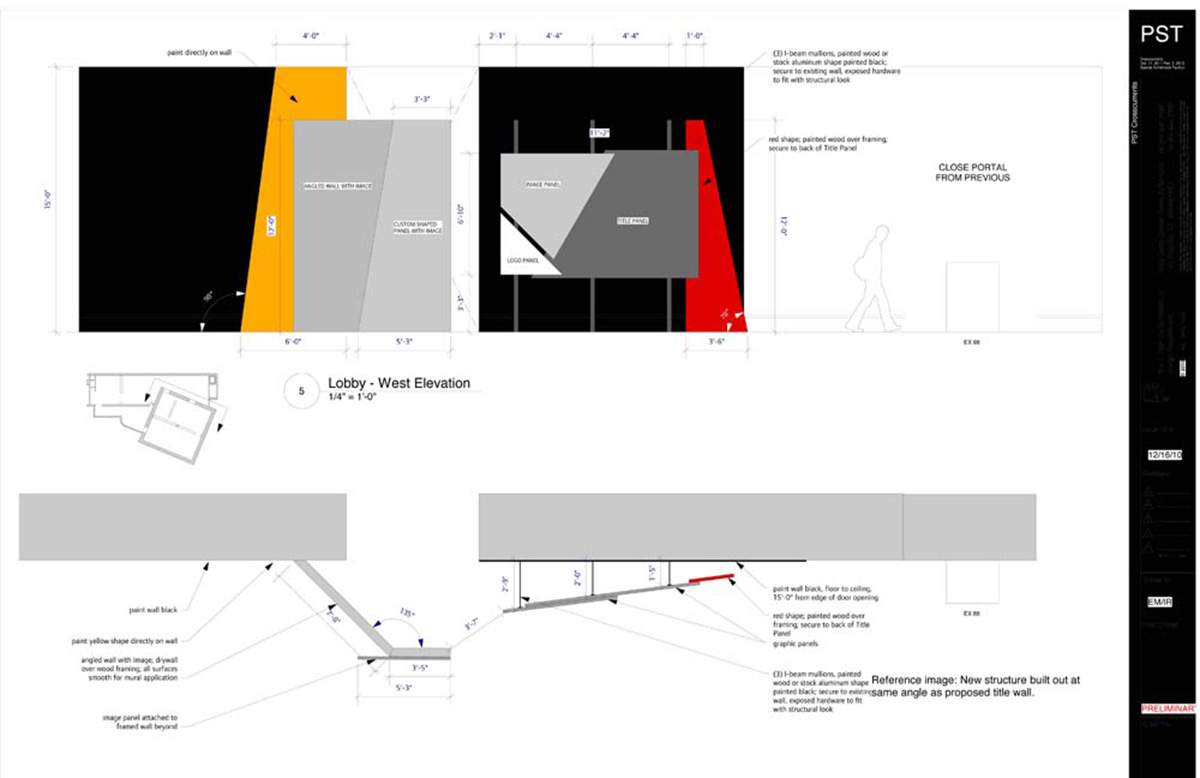 4'-0"
paint directly on wall
3'-3"
15'-0"
12'-0"
ANGLED WALL WITH IMAGE
CUSTOM SHAPED
PANEL WITH IMAGE
6'-0"
5'-3"
2'-1"
4'-4"
4'-4"
1'-0"
11'-2"
6'-10"
3'-3"
IMAGE PANEL
TITLE PANEL
LOGO PANEL
3'-6"
12'-0"
(3) I-beam mullions, painted wood or
stock aluminum shape painted black;
secure to existing wall, exposed hardware
to fit with structural look
red shape; painted wood over framing;
secure to back of Title Panel
CLOSE PORTAL
FROM PREVIOUS
EX 88
5
Lobby - West Elevation
1/4" = 1'-0"
paint wall black
paint yellow shape directly on wall
angled wall with image, drywall
over wood framing; all surfaces
smooth for mural application
image panel attached to
framed wall beyond
135°
3'-5"
5'-3"
3'-7"
2'-9"
2'-0"
1'-5"
paint wall black, floor to ceiling,
15'-0" from edge of door opening
red shape; painted wood over
framing; secure to back of Title
Panel
graphic panels
(3) I-beam mullions, painted
wood or stock aluminum shape
painted black; secure to existing
wall, exposed hardware to fit
with structural look
EX 88
Reference image: New structure built out at
same angle as proposed title wall.
PST
PST Crosscurrents
12/16/10
EM/IR
PRELIMINAR